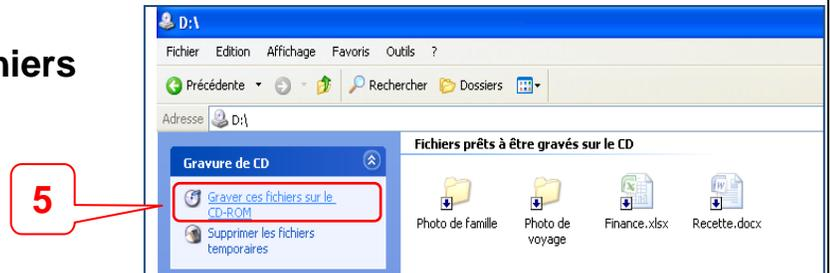 niers
5
D:\
Fichier Edition Affichage Favoris Outils ?
Précédente Rechercher Dossiers
Adresse D:\
Gravure de CD
Graver ces fichiers sur le
CD-ROM
Supprimer les fichiers
temporaires
Fichiers prêts à être gravés sur le CD
Photo de famille
Photo de
voyage
Finance.xlsx
Recette.docx